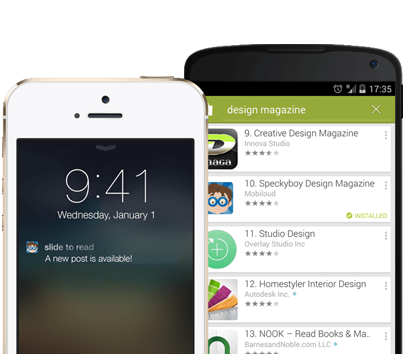 9:41
Wednesday, January 1
slide to read
A new post is available!
17:35
design magazine
9. Creative Design Magazine
Innova Studio
10. Speckyboy Design Magazine
Mobiloud
INSTALLED
11. Studio Design
Overlay Studio Inc
12. Homestyler Interior Design
Autodesk Inc.
13. NOOK – Read Books & Ma..
BarnesandNoble.com LLC